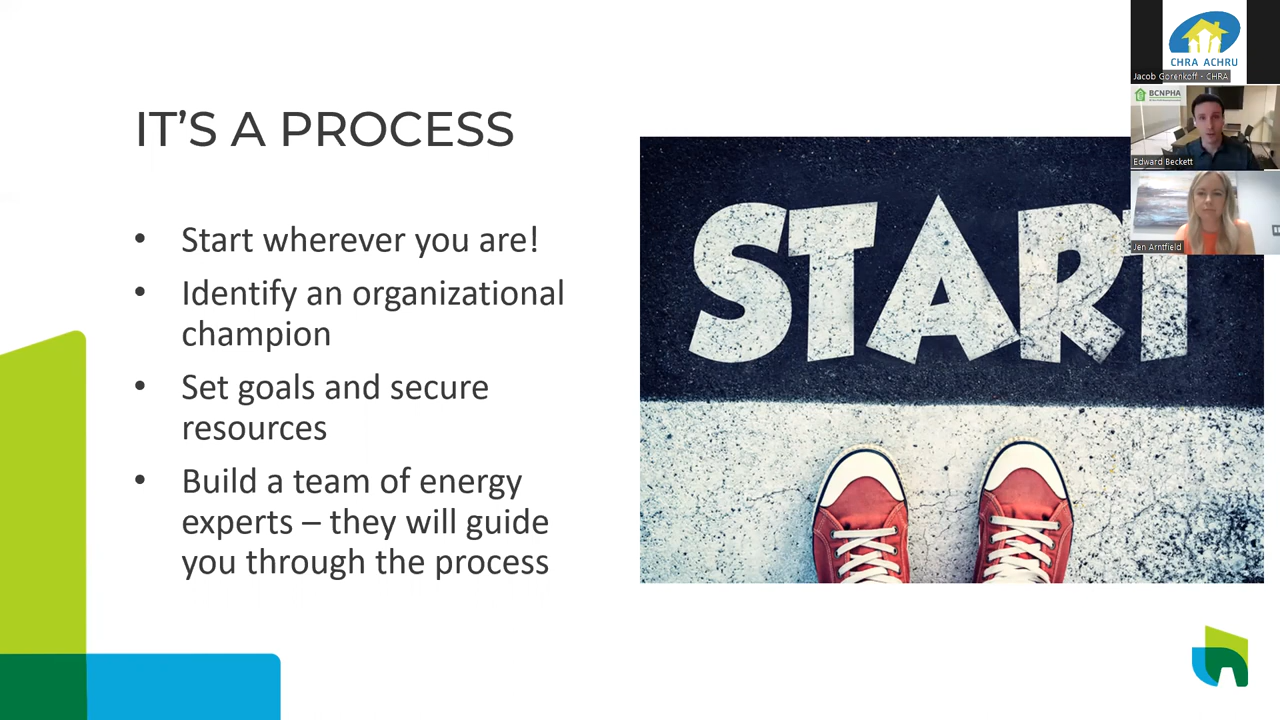 IT’S A PROCESS
• Start wherever you are!
• Identify an organizational
champion
• Set goals and secure
resources
• Build a team of energy
experts – they will guide
you through the process
START
CHRA ACHRU
Jacob Gorenkoff - CHRA
BCNPHA
Edward Beckett
Jen Arntfield